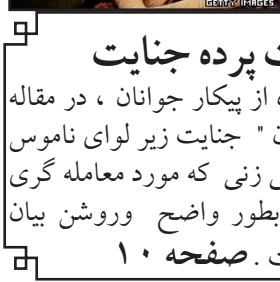 GETTY IMAGES
ت پرده جنایت
ه از پیکار جوانان ، در مقاله
ن " جنایت زیر لوای ناموس
ی زنی که مورد معامله گری
بطور واضح وروشن بیان
ت . صفحه ۱۰